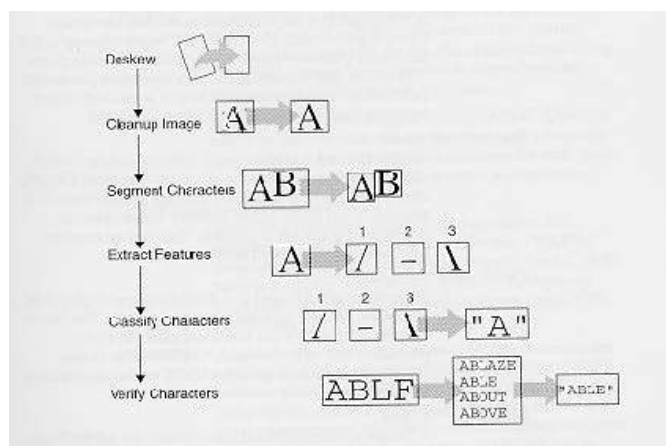 Deskew
Cleanup Image A A
Segment Characters AB A B
1 2 3
Extract Features A / – \
1 2 3
Classify Characters / – \ "A"
Verify Characters ABLF ABLAZE "ABLE"
ABLE
ABOUT
ABOVE